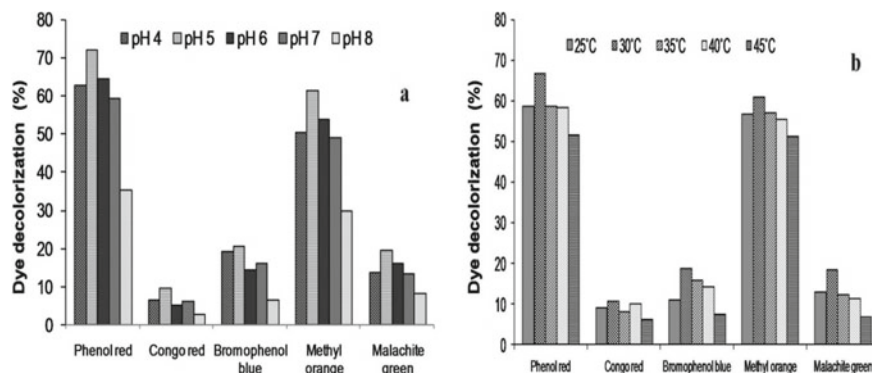 80
70
60
50
40
30
20
10
0
Dye decolorization (%)
pH 4 pH 5 pH 6 pH 7 pH 8
a
Phenol red Congo red Bromophenol blue Methyl orange Malachite green
80
70
60
50
40
30
20
10
0
Dye decolorization (%)
25°C 30°C 35°C 40°C 45°C
b
Phenol red Congo red Bromophenol blue Methyl orange Malachite green